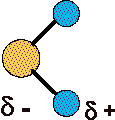 δ - δ +